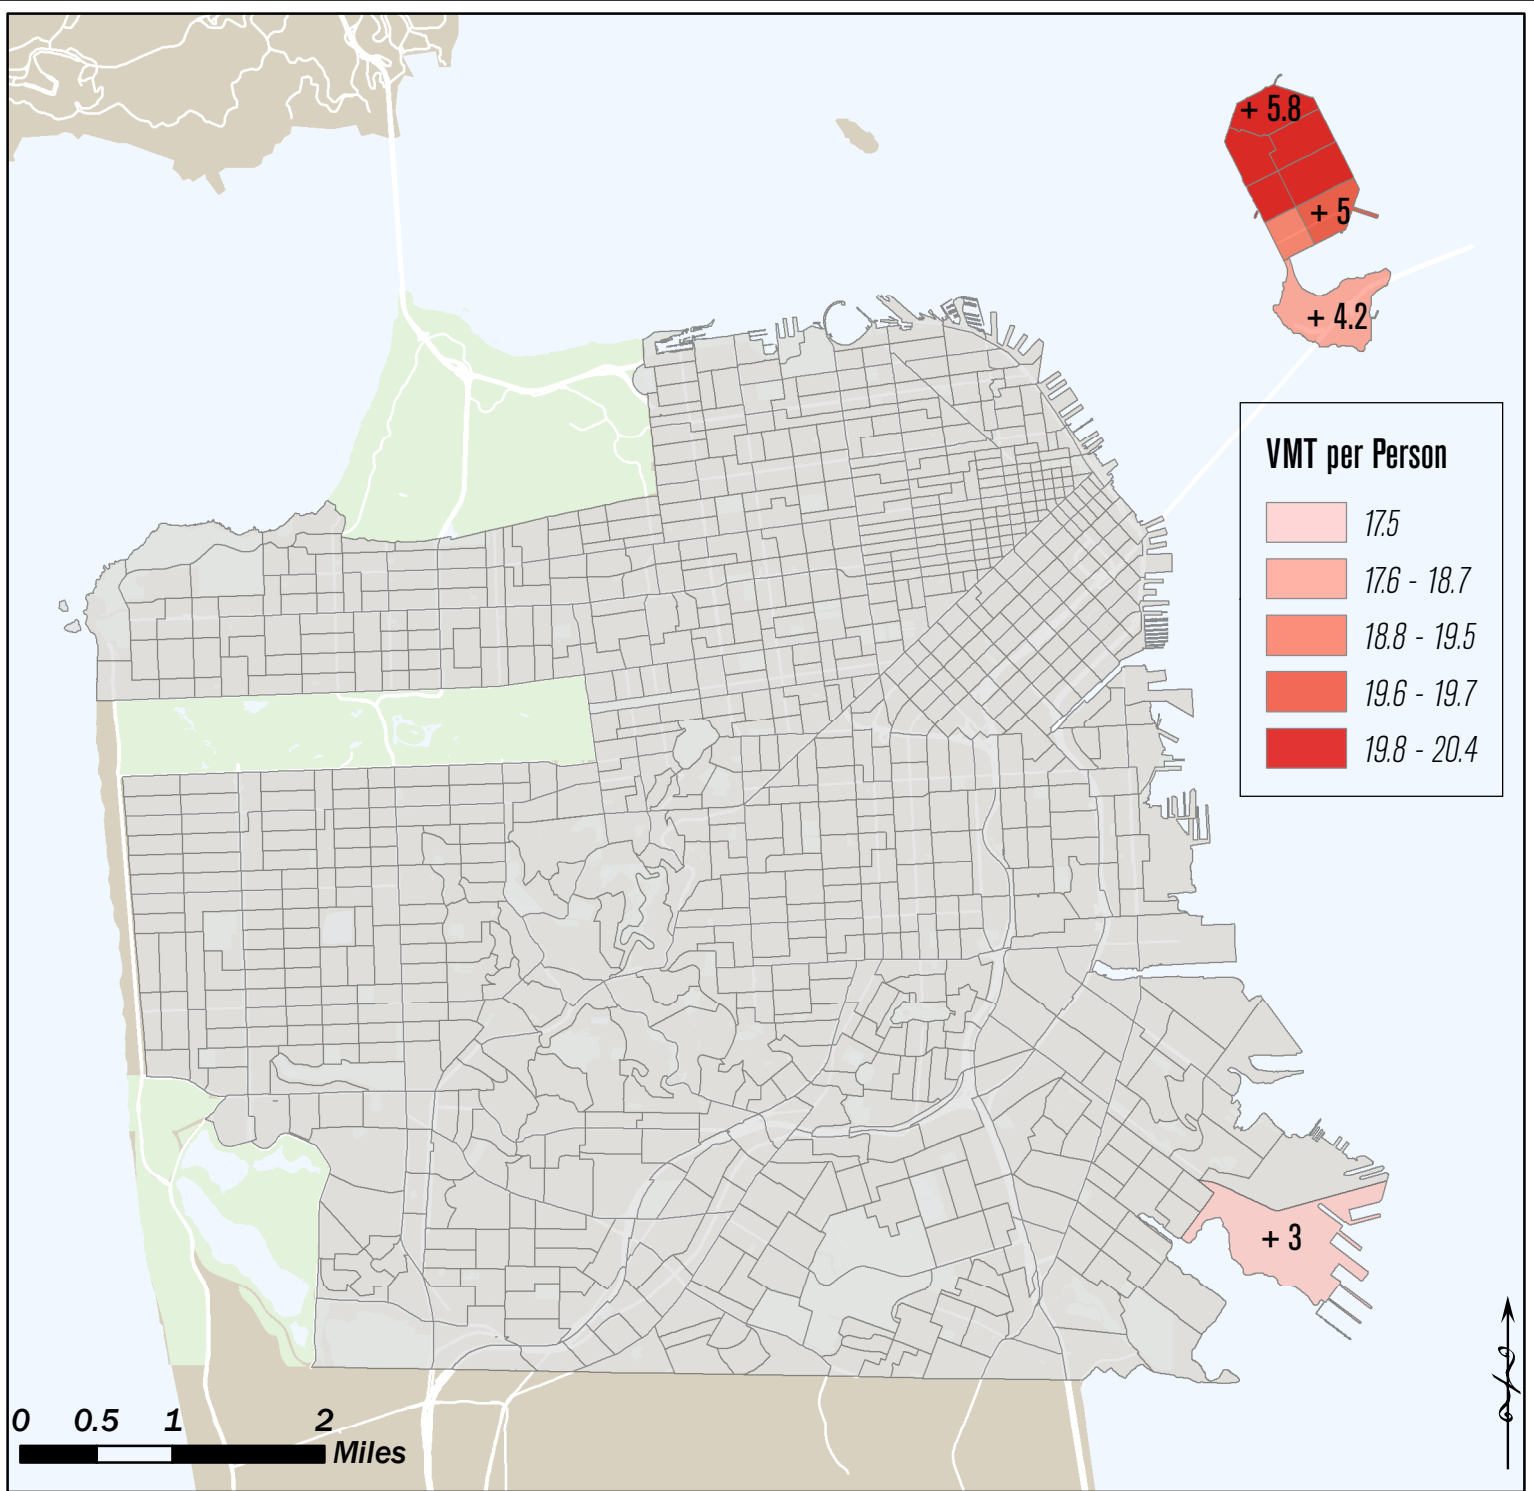 + 5.8
+ 5
+ 4.2
VMT per Person
17.5
17.6 - 18.7
18.8 - 19.5
19.6 - 19.7
19.8 - 20.4
+ 3
0 0.5 1 2
Miles